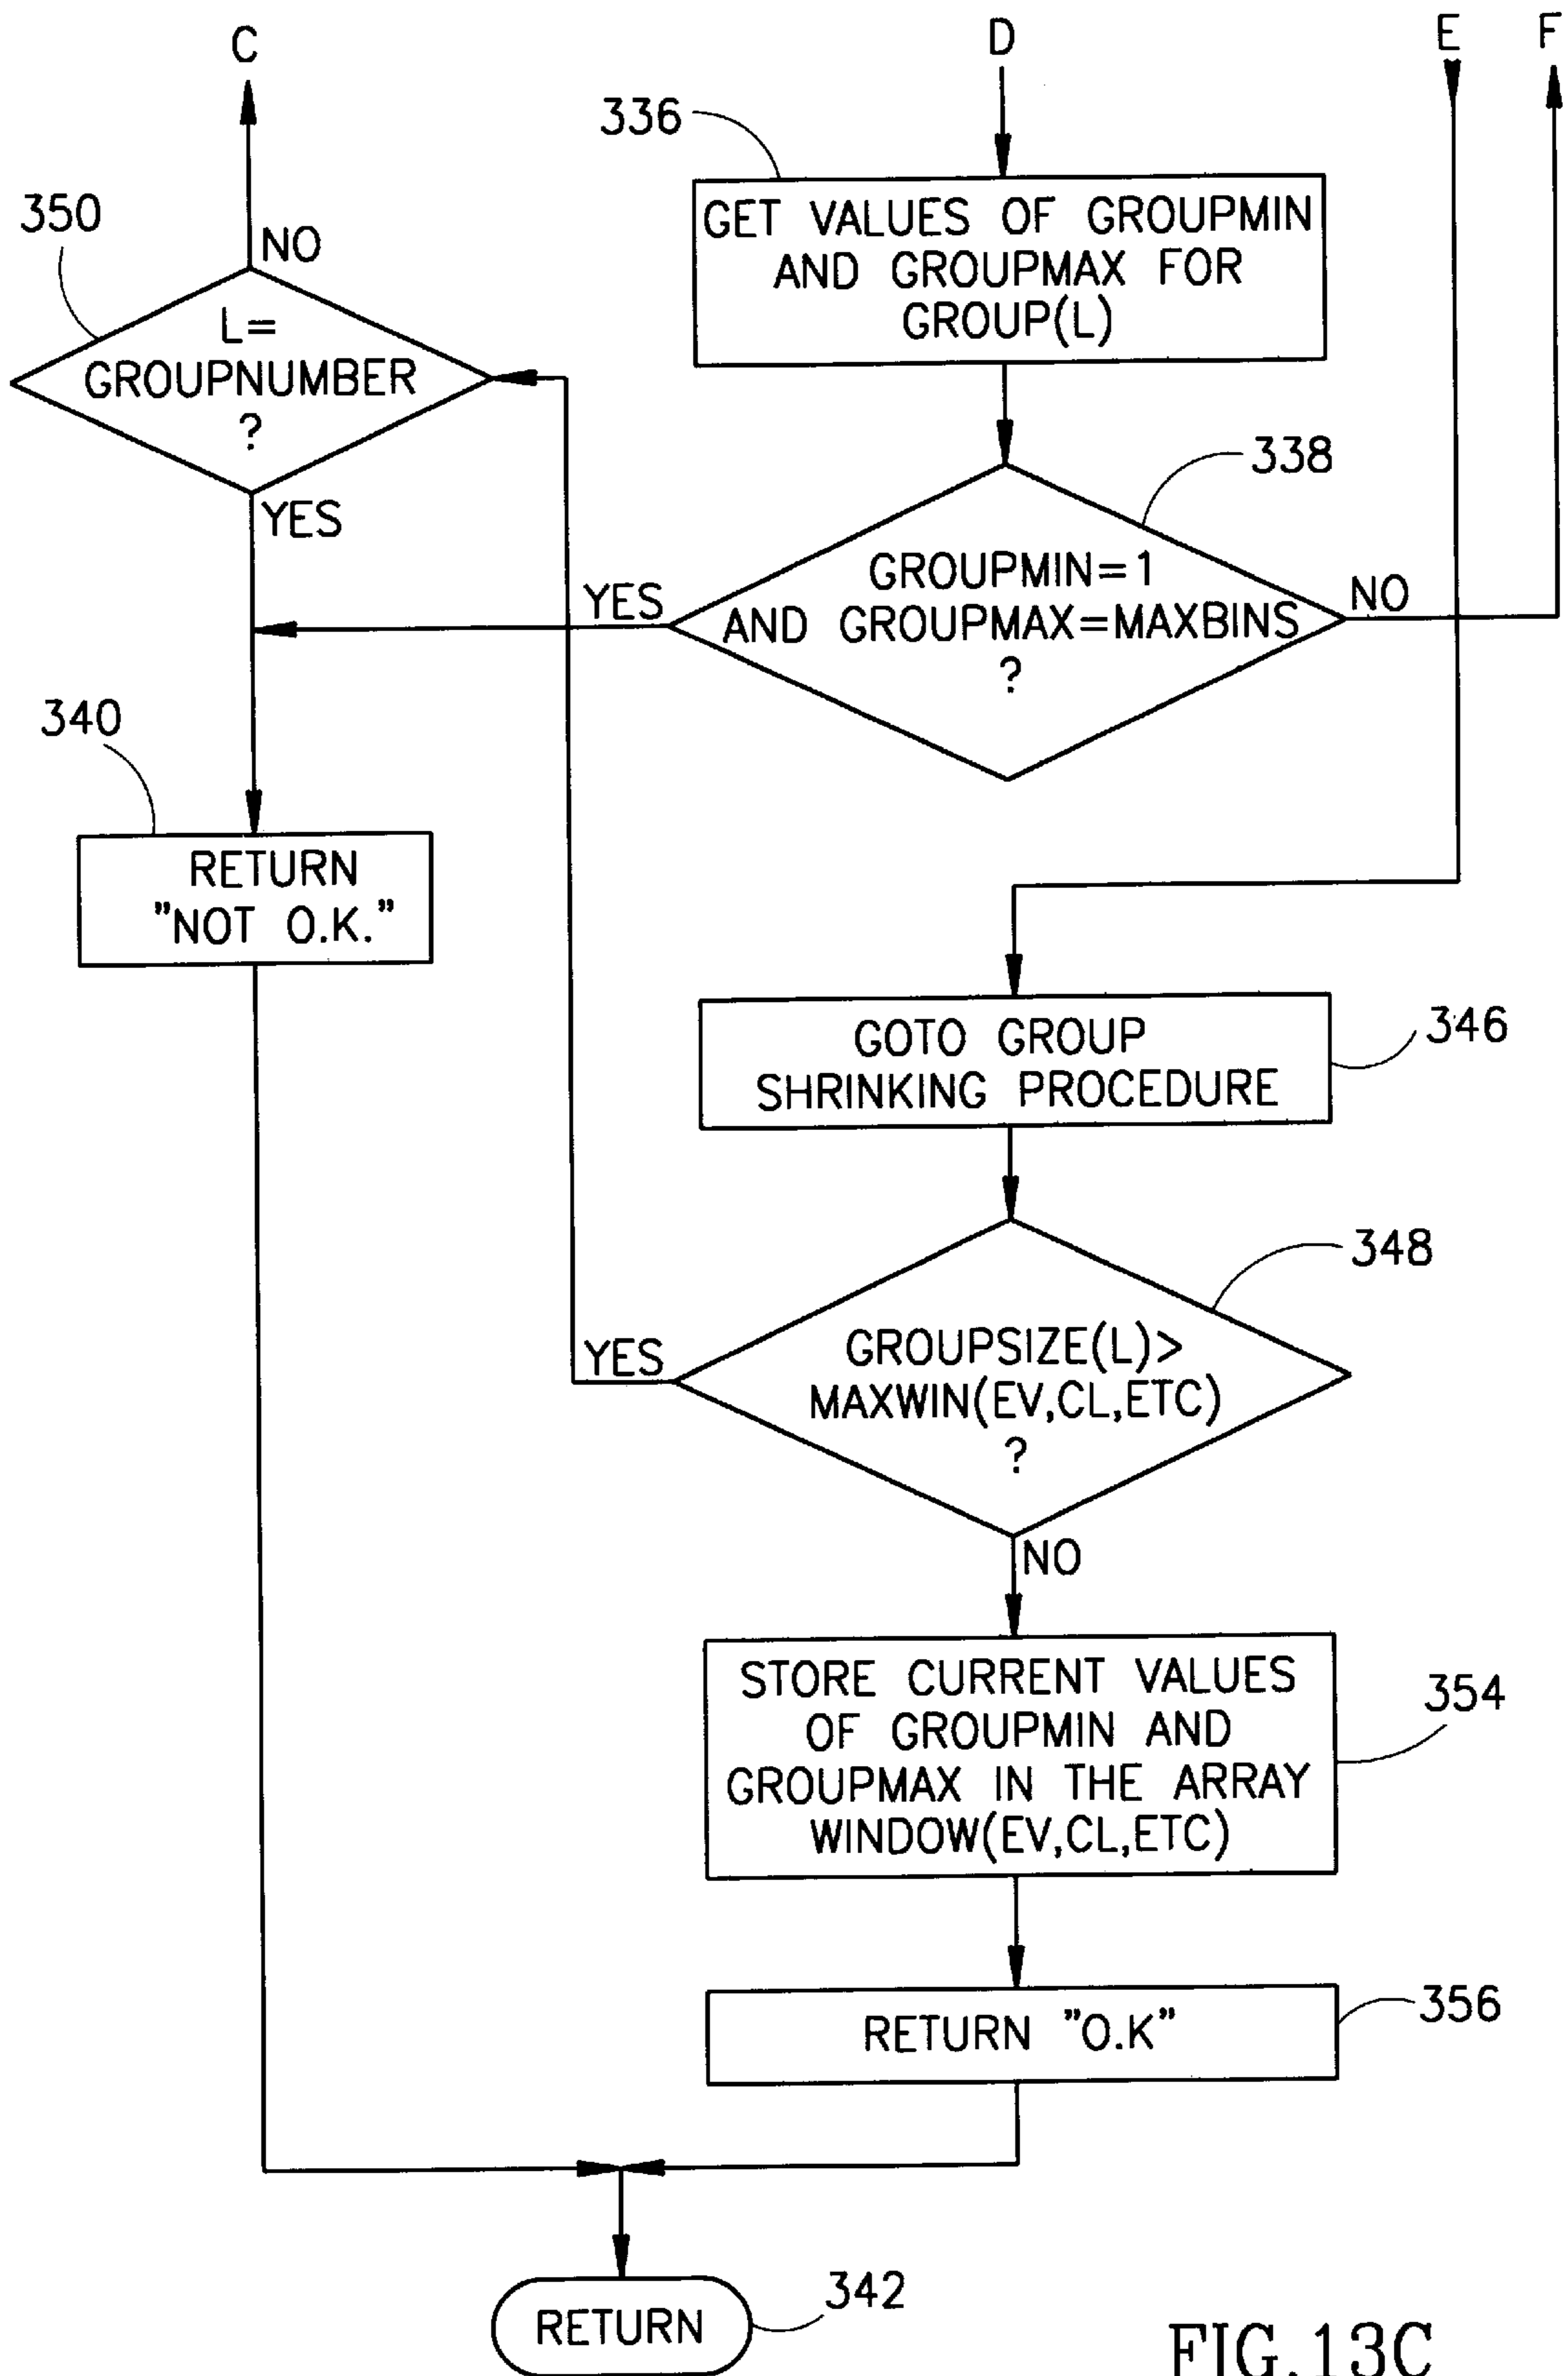 C
D
E
F
336
GET VALUES OF GROUPMIN
AND GROUPMAX FOR
GROUP(L)
350
NO
L=
GROUPNUMBER
?
YES
338
GROUPMIN=1
AND GROUPMAX=MAXBINS
?
YES
NO
340
RETURN
"NOT O.K."
GOTO GROUP
SHRINKING PROCEDURE
346
348
GROUPSIZE(L)>
MAXWIN(EV,CL,ETC)
?
YES
NO
STORE CURRENT VALUES
OF GROUPMIN AND
GROUPMAX IN THE ARRAY
WINDOW(EV,CL,ETC)
354
RETURN "O.K"
356
RETURN
342
FIG.13C